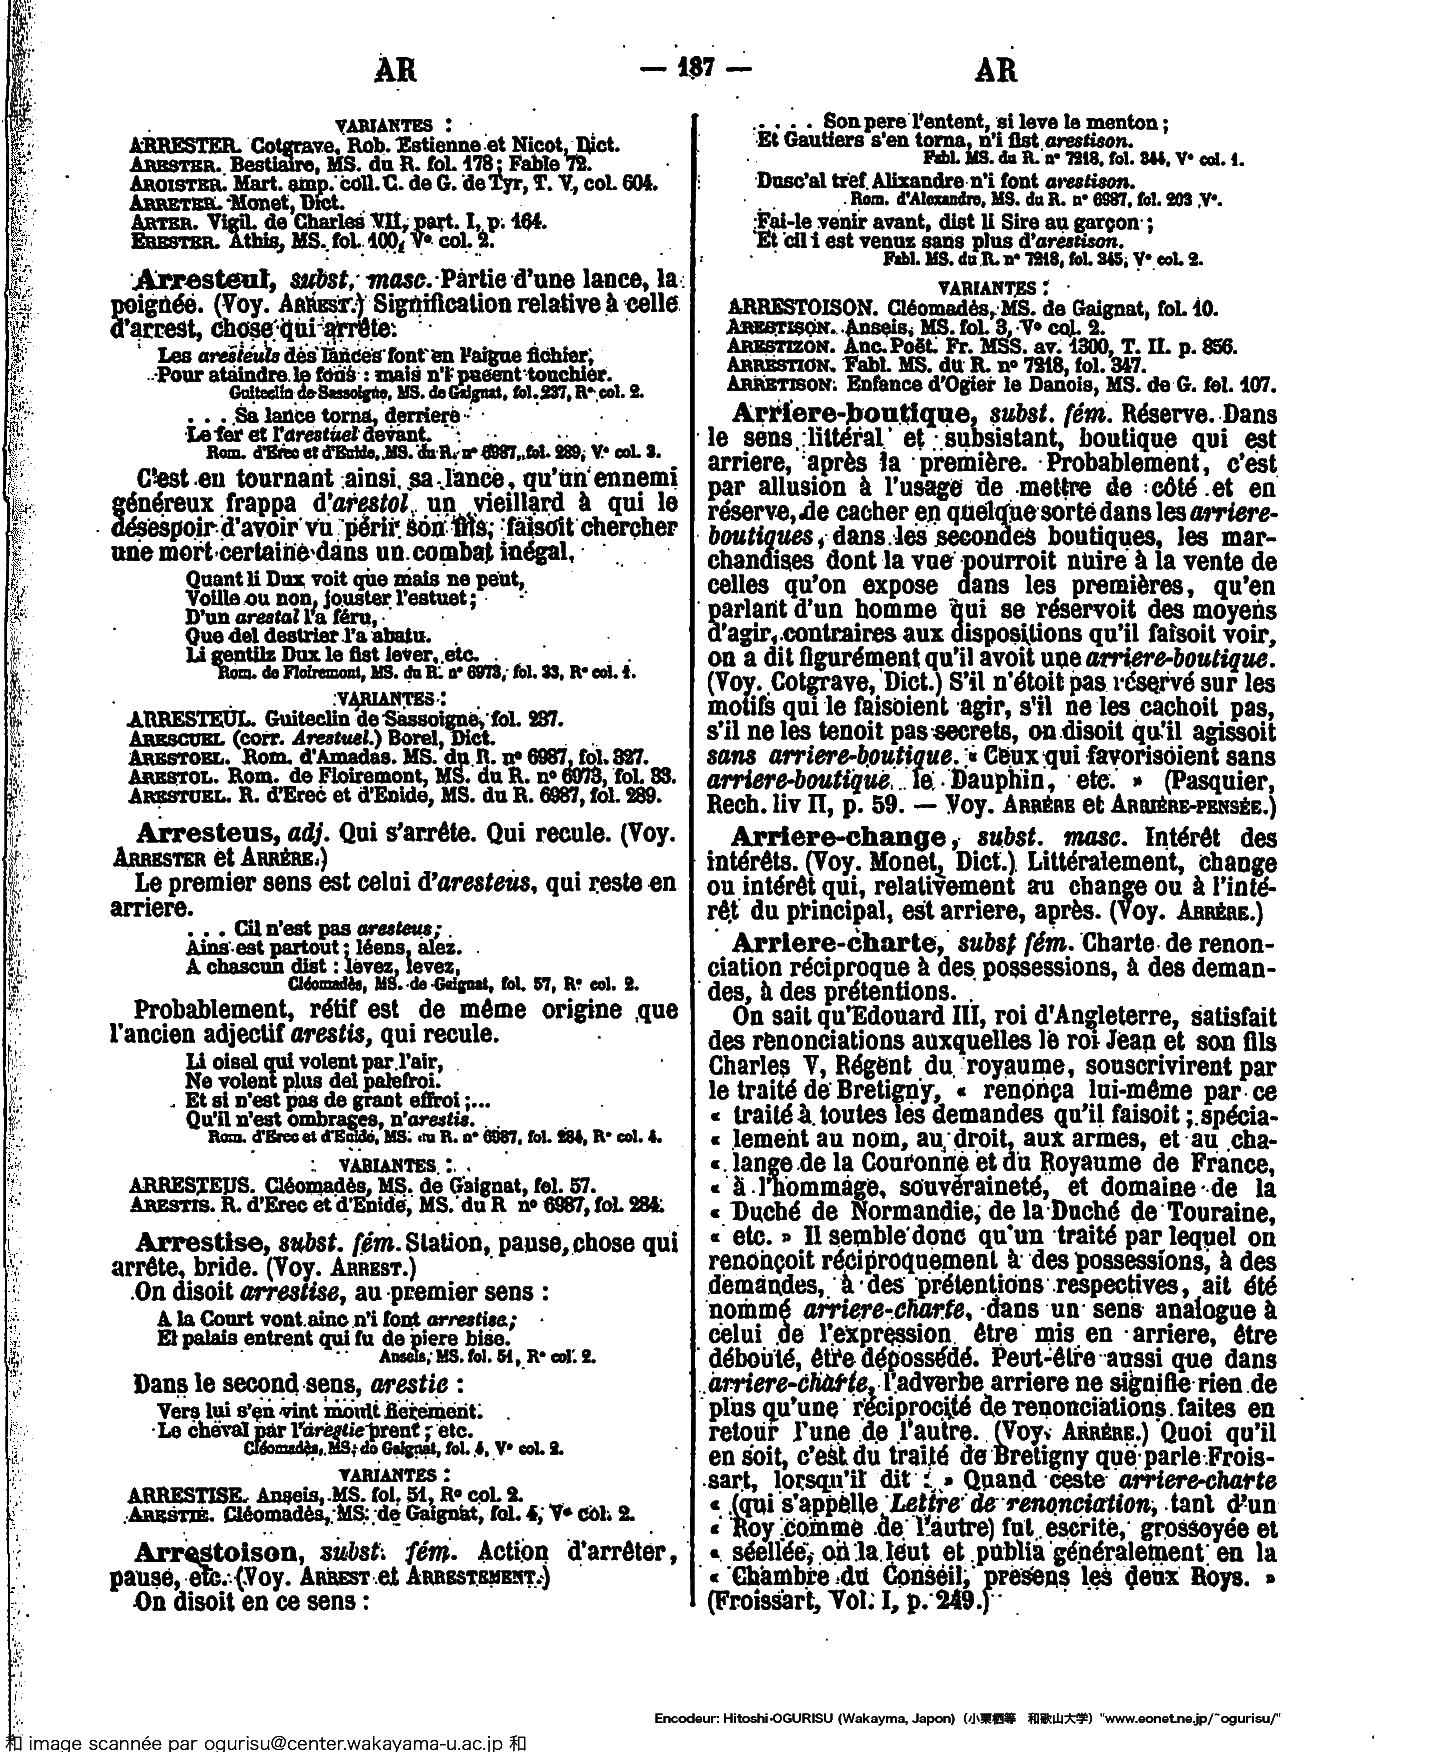 AR
— 187 —
AR
VARIANTES :
ARRESTER. Cotgrave, Rob. Estienne et Nicot, Dict.
ARESTER. Bestiaire, MS. du R. fol. 178; Fable 72.
AROISTER. Mart. amp. coll. C. de G. de Tyr, T. V, col. 604.
ARRETER. Monet, Dict.
ARTER. Vigil. de Charles VII, part. I, p. 164.
ERESTER. Athis, MS. fol. 100, Vº col. 2.
Arresteul, subst. masc. Partie d'une lance, la
poignée. (Voy. ARREST.) Signification relative à celle
d'arrest, chose qui arrête:
Les aresteuls des lances font en l'aigue fichier,
Pour ataindre le fons : mais n'i puent touchier.
Guiteclin de Sassoigne, MS. de Gaignat, fol. 237, Rº col. 2.
. . . Sa lance torna, derriere
Le fer et l'arestuel devant.
Rom. d'Erec et d'Enide, MS. du R. nº 6987, fol. 289, Vº col. 3.
C'est en tournant ainsi sa lance, qu'un ennemi
généreux frappa d'arestol un vieillard à qui le
désespoir d'avoir vu périr son fils, faisoit chercher
une mort certaine dans un combat inégal.
Quant li Dux voit que mais ne peut,
Voille ou non, jouster l'estuet;
D'un arestal l'a féru,
Que del destrier l'a abatu.
Li gentilz Dux le fist lever, etc.
Rom. de Floiremont, MS. du R. nº 6973, fol. 33, Rº col. 1.
VARIANTES :
ARRESTEUL. Guiteclin de Sassoigne, fol. 237.
ARESCUEL (corr. Arestuel.) Borel, Dict.
ARESTOEL. Rom. d'Amadas. MS. du R. nº 6987, fol. 327.
ARESTOL. Rom. de Floiremont, MS. du R. nº 6973, fol. 33.
ARESTUEL. R. d'Erec et d'Enide, MS. du R. 6987, fol. 289.
Arresteus, adj. Qui s'arrête. Qui recule. (Voy.
ARRESTER et ARRÈRE.)
Le premier sens est celui d'aresteus, qui reste en
arriere.
. . . Cil n'est pas aresteus;
Ains est partout ; léens, alez.
A chascun dist : levez, levez,
Cléomadès, MS. de Gaignat, fol. 57, Rº col. 2.
Probablement, rétif est de même origine que
l'ancien adjectif arestis, qui recule.
Li oisel qui volent par l'air,
Ne volent plus del palefroi.
Et si n'est pas de grant effroi ;...
Qu'il n'est ombrages, n'arestis.
Rom. d'Erec et d'Enide, MS. du R. nº 6987, fol. 284, Rº col. 4.
VARIANTES :
ARRESTEUS. Cléomadès, MS. de Gaignat, fol. 57.
ARESTIS. R. d'Erec et d'Enide, MS. du R nº 6987, fol. 284.
Arrestise, subst. fém. Station, pause, chose qui
arrête, bride. (Voy. ARREST.)
On disoit arrestise, au premier sens :
A la Court vont ainc n'i font arrestise;
El palais entrent qui fu de piere bise.
Anseis, MS. fol. 51, Rº col. 2.
Dans le second sens, arestie :
Vers lui s'en vint moult fierement.
Le cheval par l'arestie prent ; etc.
Cléomadès, MS. de Gaignat, fol. 4, Vº col. 2.
VARIANTES :
ARRESTISE. Anseis, MS. fol. 51, Rº col. 2.
ARESTIE. Cléomadès, MS. de Gaignat, fol. 4, Vº col. 2.
Arrestoison, subst. fém. Action d'arrêter,
pause, etc. (Voy. ARREST et ARRESTEMENT.)
On disoit en ce sens :
. . . . . Son pere l'entent, si leve le menton ;
Et Gautiers s'en torna, n'i fist arestison.
Fabl. MS. du R. nº 7218, fol. 344, Vº col. 1.
Dusc'al tref Alixandre n'i font arestison.
Rom. d'Alexandre, MS. du R. nº 6987, fol. 203 Vº.
Fai-le venir avant, dist li Sire au garçon ;
Et cil i est venuz sans plus d'arestison.
Fabl. MS. du R. nº 7218, fol. 345, Vº col. 2.
VARIANTES :
ARRESTOISON. Cléomadès, MS. de Gaignat, fol. 10.
ARESTISON. Anseis, MS. fol. 3, Vº col. 2.
ARESTIZON. Anc. Poët. Fr. MSS. av. 1300, T. II. p. 856.
ARRESTION. Fabl. MS. du R. nº 7218, fol. 347.
ARRETISON. Enfance d'Ogier le Danois, MS. de G. fol. 107.
Arriere-boutique, subst. fém. Réserve. Dans
le sens littéral et subsistant, boutique qui est
arriere, après la première. Probablement, c'est
par allusion à l'usage de mettre de côté et en
réserve, de cacher en quelque sorte dans les arriere-
boutiques, dans les secondes boutiques, les mar-
chandises dont la vue pourroit nuire à la vente de
celles qu'on expose dans les premières, qu'en
parlant d'un homme qui se réservoit des moyens
d'agir, contraires aux dispositions qu'il faisoit voir,
on a dit figurément qu'il avoit une arriere-boutique.
(Voy. Cotgrave, Dict.) S'il n'étoit pas réservé sur les
motifs qui le faisoient agir, s'il ne les cachoit pas,
s'il ne les tenoit pas secrets, on disoit qu'il agissoit
sans arriere-boutique. « Ceux qui favorisoient sans
arriere-boutique le Dauphin, etc. » (Pasquier,
Rech. liv II, p. 59. — Voy. ARRÈRE et ARRIÈRE-PENSÉE.)
Arriere-change, subst. masc. Intérêt des
intérêts. (Voy. Monet, Dict.) Littéralement, change
ou intérêt qui, relativement au change ou à l'inté-
rêt du principal, est arriere, après. (Voy. ARRÈRE.)
Arriere-charte, subst fém. Charte de renon-
ciation réciproque à des possessions, à des deman-
des, à des prétentions.
On sait qu'Edouard III, roi d'Angleterre, satisfait
des renonciations auxquelles le roi Jean et son fils
Charles V, Régent du royaume, souscrivirent par
le traité de Bretigny, « renonça lui-même par ce
« traité à toutes les demandes qu'il faisoit ; spécia-
« lement au nom, au droit, aux armes, et au cha-
« lange de la Couronne et du Royaume de France,
« à l'hommage, souveraineté, et domaine de la
« Duché de Normandie, de la Duché de Touraine,
« etc. » Il semble donc qu'un traité par lequel on
renonçoit réciproquement à des possessions, à des
demandes, à des prétentions respectives, ait été
nommé arriere-charte, dans un sens analogue à
celui de l'expression être mis en arriere, être
débouté, être dépossédé. Peut-être aussi que dans
arriere-charte, l'adverbe arriere ne signifie rien de
plus qu'une réciprocité de renonciations faites en
retour l'une de l'autre. (Voy. ARRÈRE.) Quoi qu'il
en soit, c'est du traité de Bretigny que parle Frois-
sart, lorsqu'il dit : » Quand ceste arriere-charte
« (qui s'appelle Lettre de renonciation, tant d'un
« Roy comme de l'autre) fut escrite, grossoyée et
« séellée, on la leut et publia généralement en la
« Chambre du Conseil, présens les deux Roys. »
(Froissart, Vol. I, p. 249.)
Encodeur: Hitoshi-OGURISU (Wakayma, Japon) (小栗栖等 和歌山大学) "www.eonet.ne.jp/~ogurisu/"
和 image scannée par ogurisu@center.wakayama-u.ac.jp 和